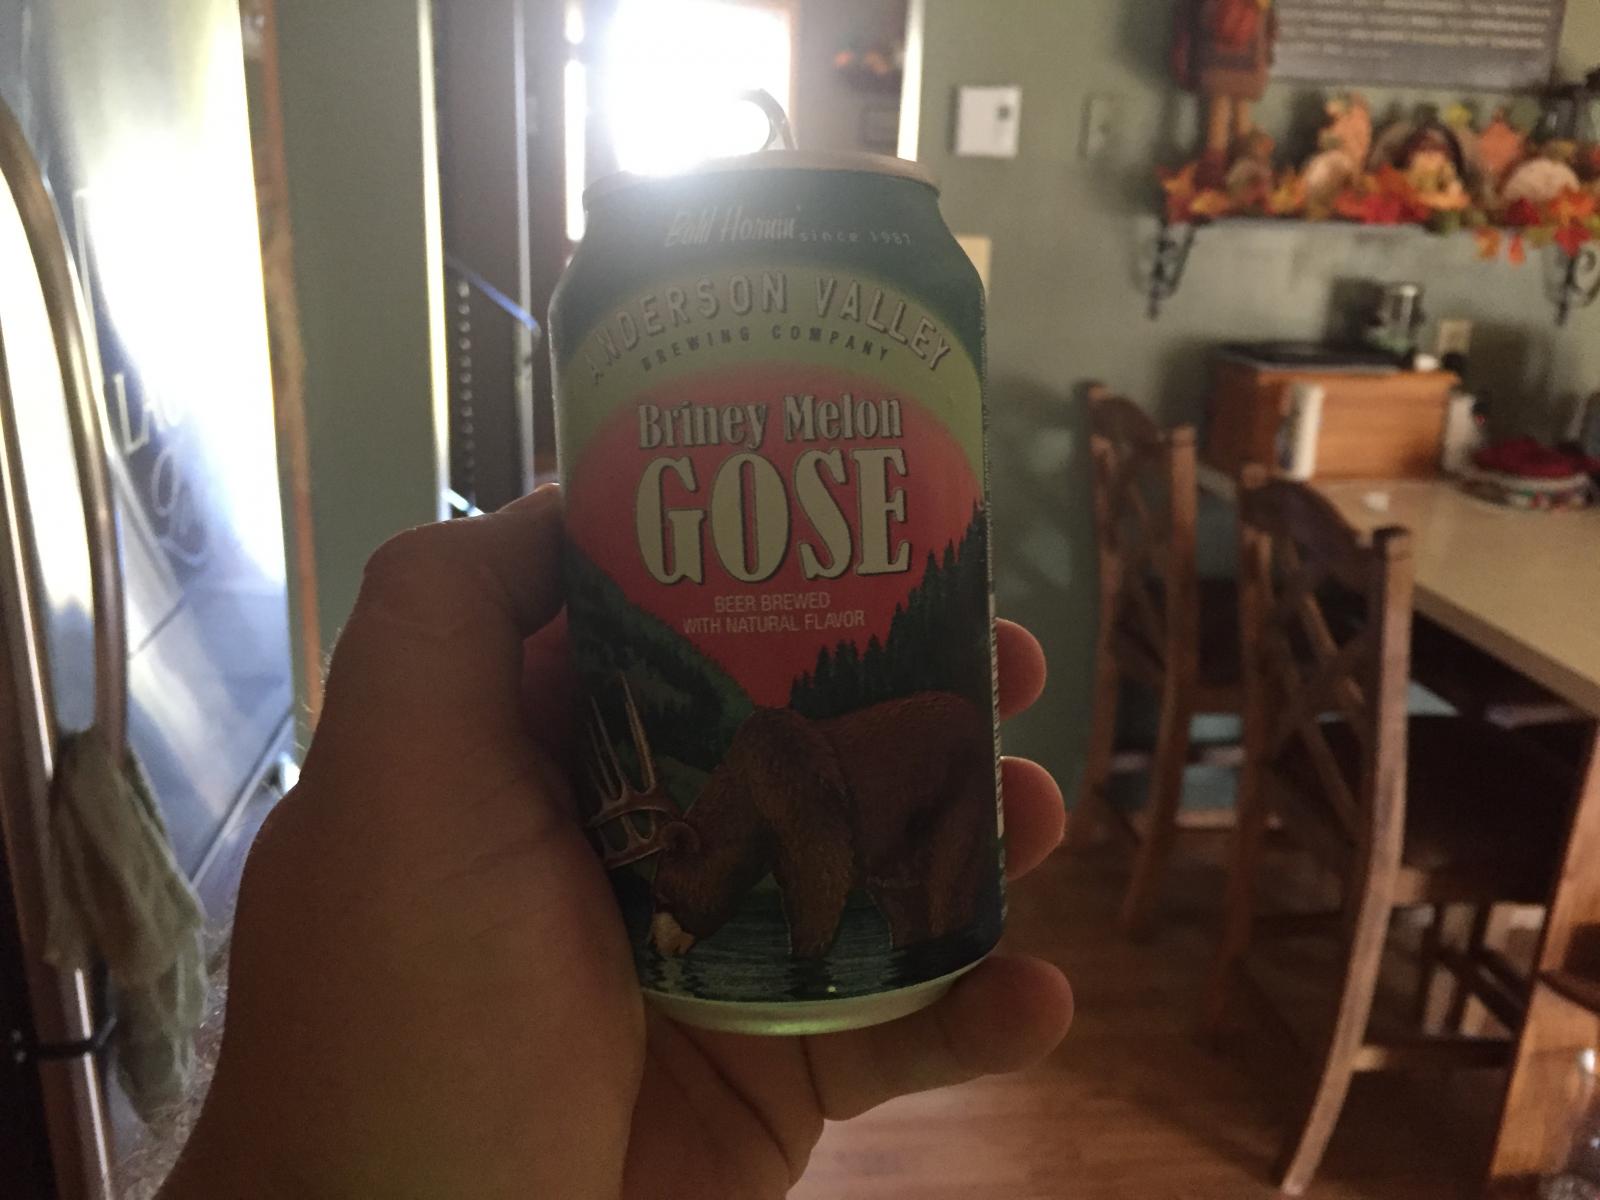 Bahl Hornin' since 1987
ANDERSON VALLEY
BREWING COMPANY
Briney Melon
GOSE
BEER BREWED
WITH NATURAL FLAVOR